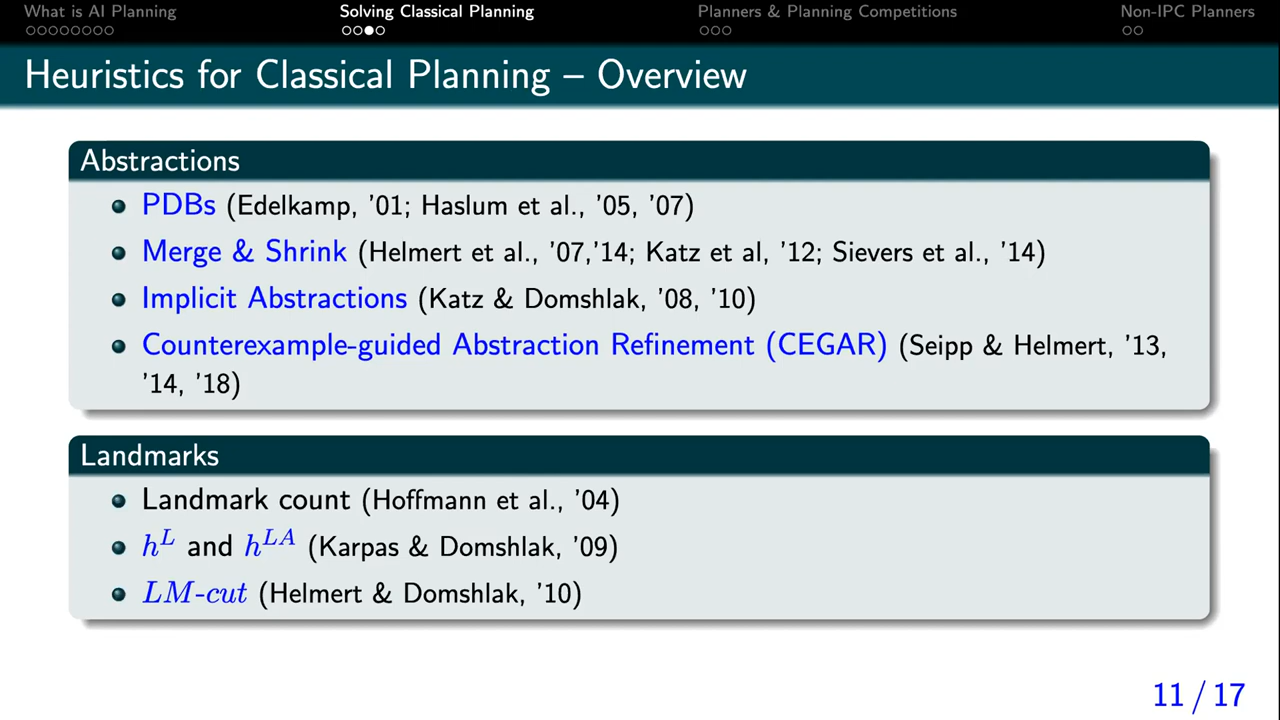 What is AI Planning Solving Classical Planning Planners & Planning Competitions Non-IPC Planners
Heuristics for Classical Planning – Overview
Abstractions
PDBs (Edelkamp, ’01; Haslum et al., ’05, ’07)
Merge & Shrink (Helmert et al., ’07,’14; Katz et al, ’12; Sievers et al., ’14)
Implicit Abstractions (Katz & Domshlak, ’08, ’10)
Counterexample-guided Abstraction Refinement (CEGAR) (Seipp & Helmert, ’13,
’14, ’18)
Landmarks
Landmark count (Hoffmann et al., ’04)
h^L and h^LA (Karpas & Domshlak, ’09)
LM-cut (Helmert & Domshlak, ’10)
11 / 17